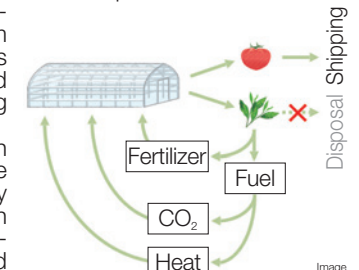 Shipping
Disposal
Fertilizer
Fuel
CO₂
Heat
Image